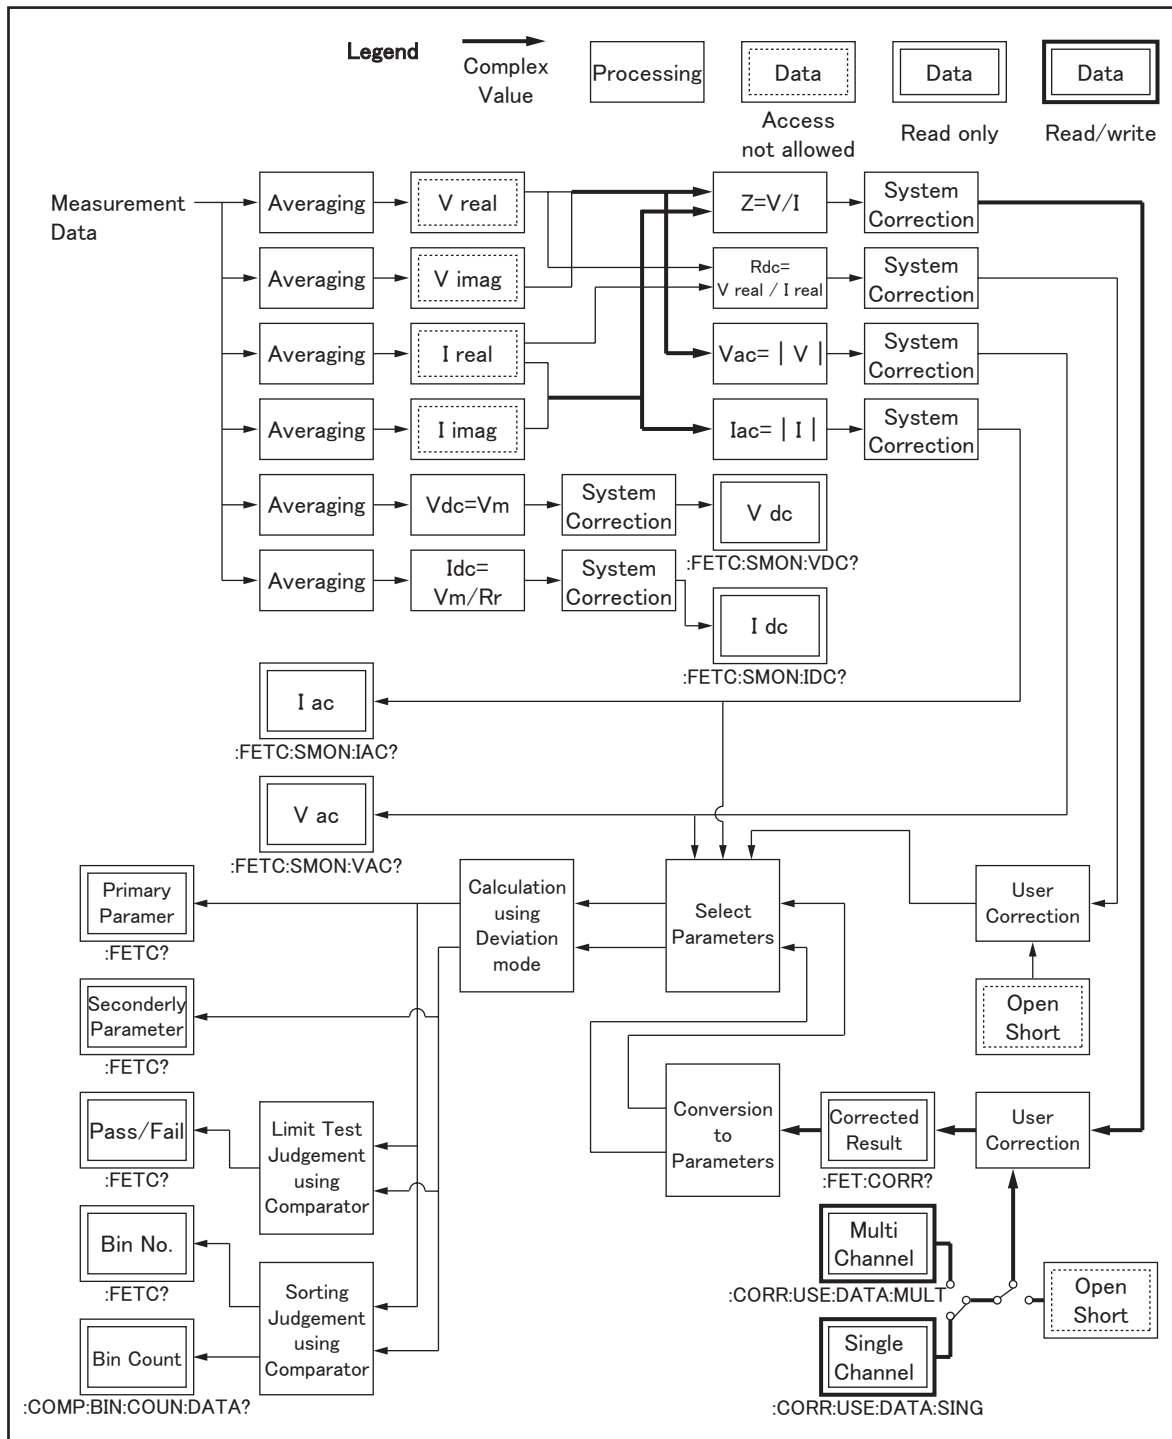 Legend
Complex
Value
Processing
Data
Access
not allowed
Data
Read only
Data
Read/write
Measurement
Data
Averaging
V real
Z=V/I
System
Correction
Averaging
V imag
Rdc=
V real / I real
System
Correction
Averaging
I real
Vac= | V |
System
Correction
Averaging
I imag
Iac= | I |
System
Correction
Averaging
Vdc=Vm
System
Correction
V dc
:FETC:SMON:VDC?
Averaging
Idc=
Vm/Rr
System
Correction
I dc
:FETC:SMON:IDC?
I ac
:FETC:SMON:IAC?
V ac
:FETC:SMON:VAC?
Primary
Paramer
:FETC?
Calculation
using
Deviation
mode
Select
Parameters
User
Correction
Seconderly
Parameter
:FETC?
Open
Short
Pass/Fail
:FETC?
Limit Test
Judgement
using
Comparator
Conversion
to
Parameters
Corrected
Result
:FET:CORR?
User
Correction
Bin No.
:FETC?
Multi
Channel
:CORR:USE:DATA:MULT
Open
Short
Sorting
Judgement
using
Comparator
Bin Count
:COMP:BIN:COUN:DATA?
Single
Channel
:CORR:USE:DATA:SING